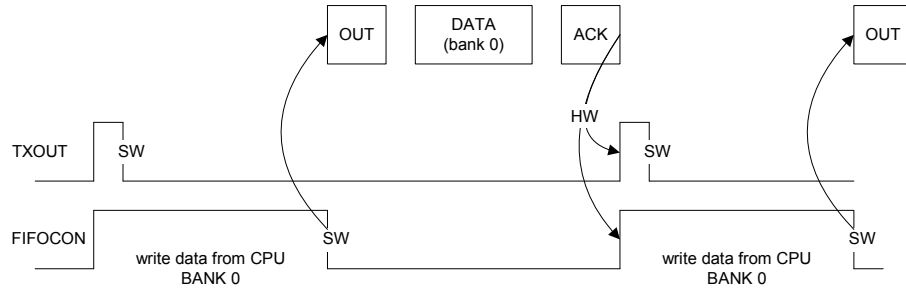 OUT
DATA
(bank 0)
ACK
OUT
HW
TXOUT
SW
SW
FIFOCON
SW
SW
write data from CPU
BANK 0
write data from CPU
BANK 0